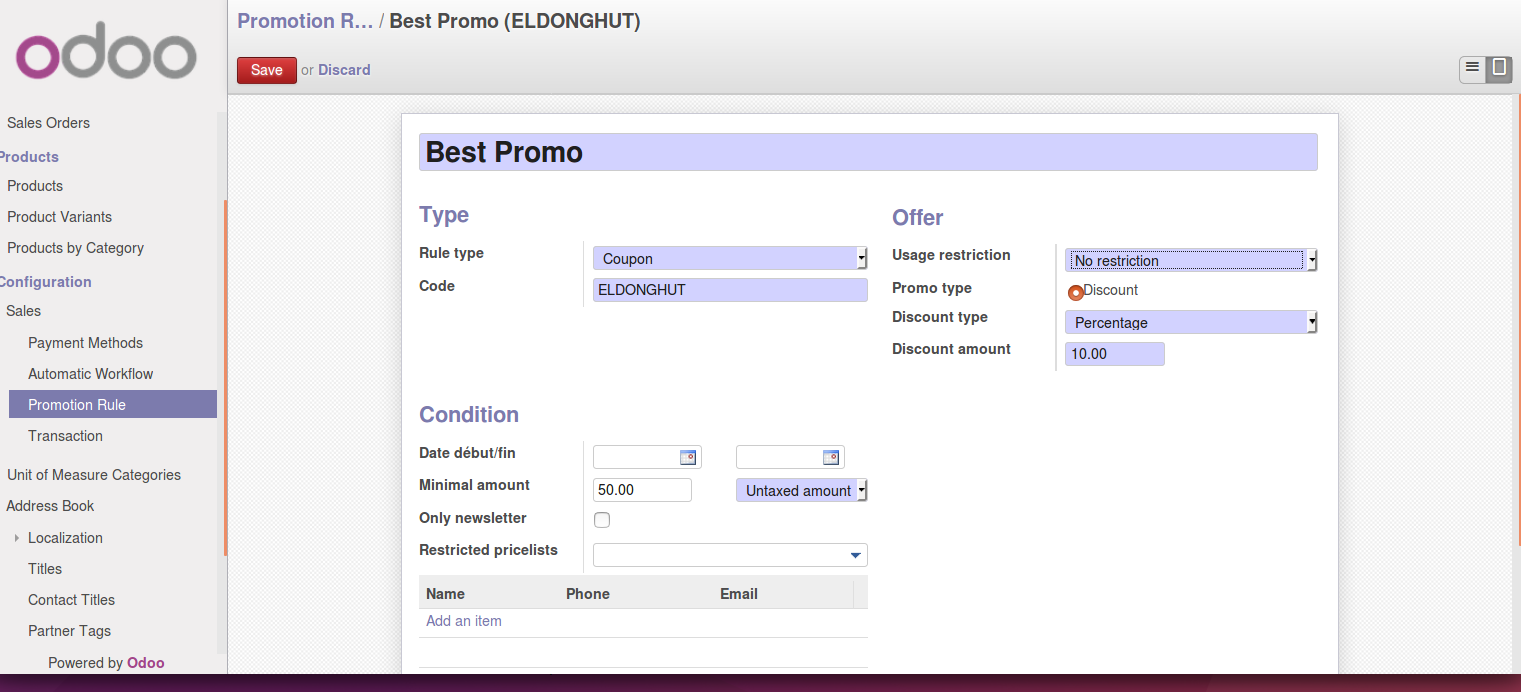 odoo
Sales Orders
Products
Products
Product Variants
Products by Category
Configuration
Sales
Payment Methods
Automatic Workflow
Promotion Rule
Transaction
Unit of Measure Categories
Address Book
Localization
Titles
Contact Titles
Partner Tags
Powered by Odoo
Promotion R... / Best Promo (ELDONGHUT)
Save or Discard
Best Promo
Type
Rule type Coupon
Code ELDONGHUT
Offer
Usage restriction No restriction
Promo type Discount
Discount type Percentage
Discount amount 10.00
Condition
Date début/fin
Minimal amount 50.00 Untaxed amount
Only newsletter
Restricted pricelists
Name Phone Email
Add an item